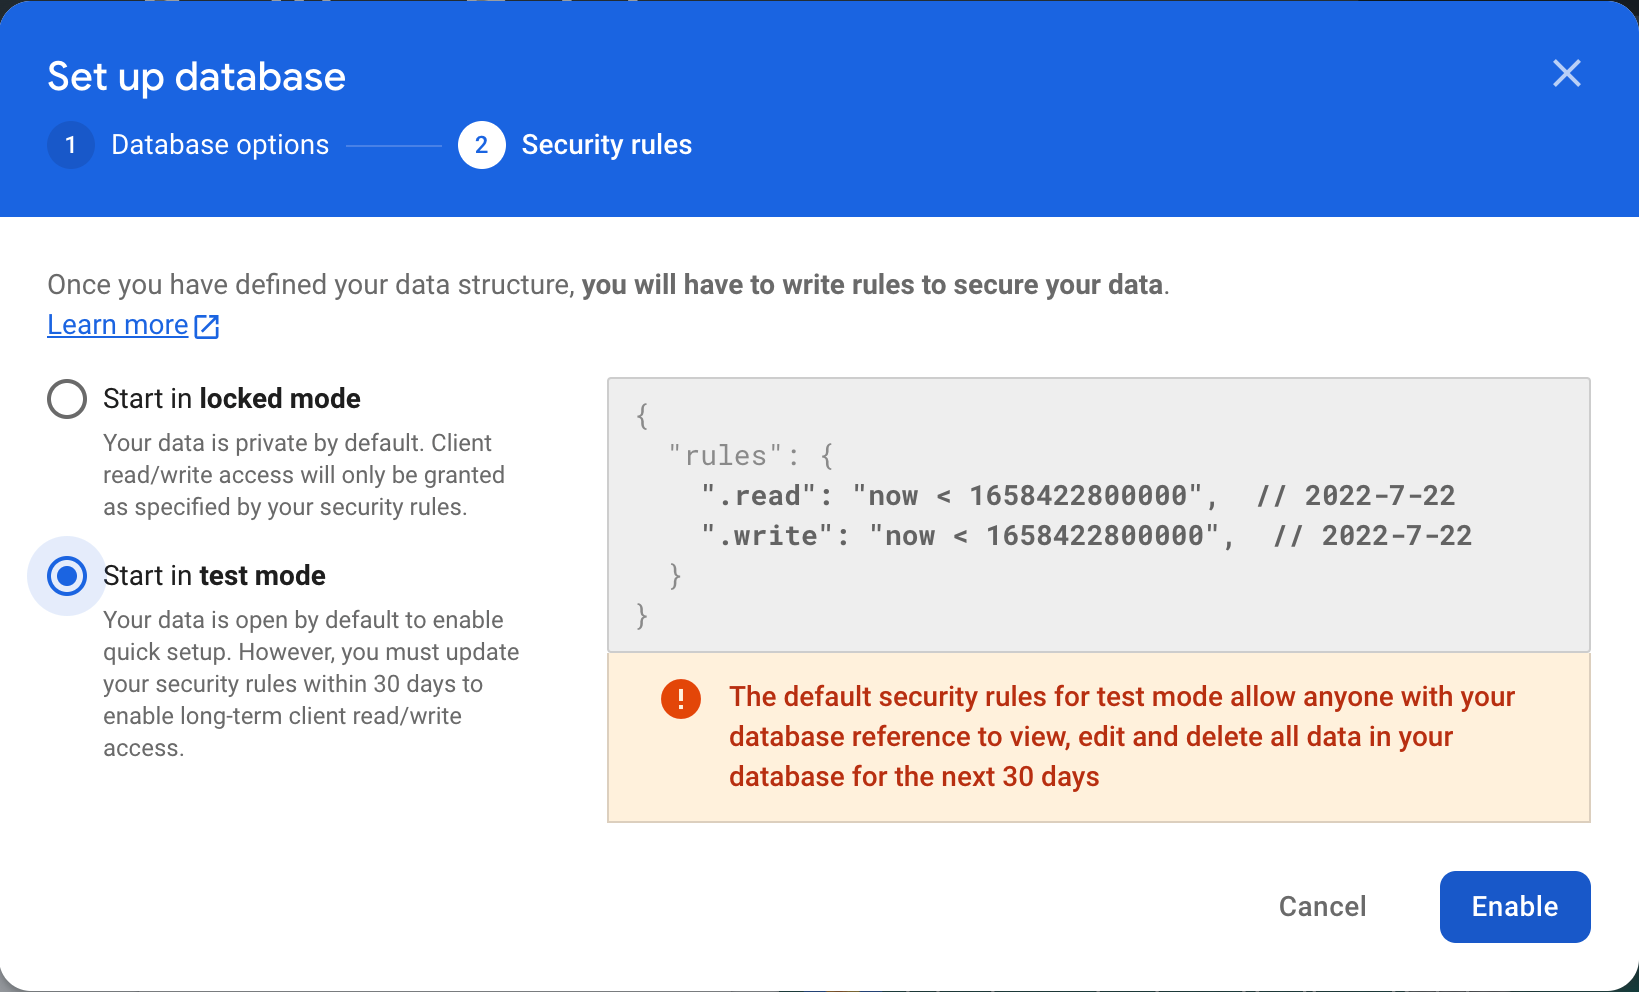 Set up database
1 Database options
2 Security rules
Once you have defined your data structure, you will have to write rules to secure your data.
Learn more
Start in locked mode
Your data is private by default. Client
read/write access will only be granted
as specified by your security rules.
Start in test mode
Your data is open by default to enable
quick setup. However, you must update
your security rules within 30 days to
enable long-term client read/write
access.
{
"rules": {
".read": "now < 1658422800000",  // 2022-7-22
".write": "now < 1658422800000",  // 2022-7-22
}
}
The default security rules for test mode allow anyone with your
database reference to view, edit and delete all data in your
database for the next 30 days
Cancel
Enable